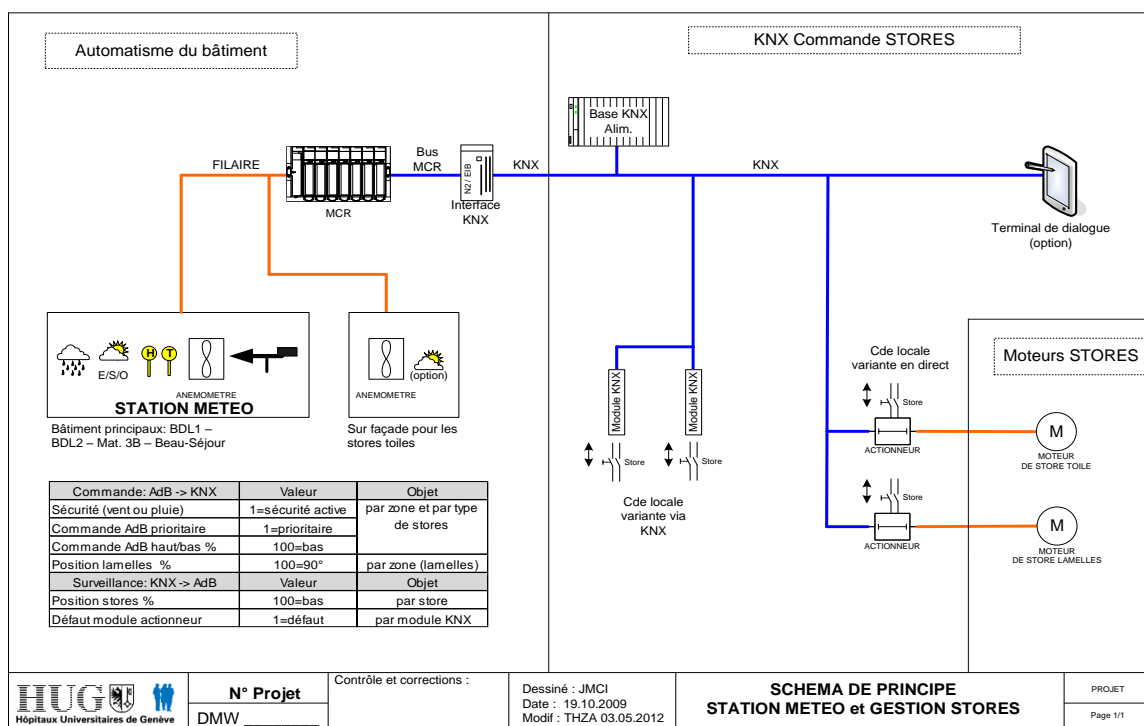 Automatisme du bâtiment
KNX Commande STORES
Base KNX
Alim.
FILAIRE
Bus
MCR
N2 / EIB
KNX
KNX
MCR
Interface
KNX
Terminal de dialogue
(option)
H T
E/S/O
ANEMOMETRE
STATION METEO
(option)
ANEMOMETRE
Bâtiment principaux: BDL1 –
BDL2 – Mat. 3B – Beau-Séjour
Sur façade pour les
stores toiles
Module KNX
Module KNX
Store
Store
Cde locale
variante via
KNX
Cde locale
variante en direct
Store
ACTIONNEUR
Store
ACTIONNEUR
Moteurs STORES
M
MOTEUR
DE STORE TOILE
M
MOTEUR
DE STORE LAMELLES
Commande: AdB -> KNX Valeur Objet
Sécurité (vent ou pluie) 1=sécurité active par zone et par type
de stores
Commande AdB prioritaire 1=prioritaire
Commande AdB haut/bas % 100=bas
Position lamelles % 100=90° par zone (lamelles)
Surveillance: KNX -> AdB Valeur Objet
Position stores % 100=bas par store
Défaut module actionneur 1=défaut par module KNX
HUG
Hôpitaux Universitaires de Genève
N° Projet
DMW ________
Contrôle et corrections :
Dessiné : JMCI
Date : 19.10.2009
Modif : THZA 03.05.2012
SCHEMA DE PRINCIPE
STATION METEO et GESTION STORES
PROJET
Page 1/1